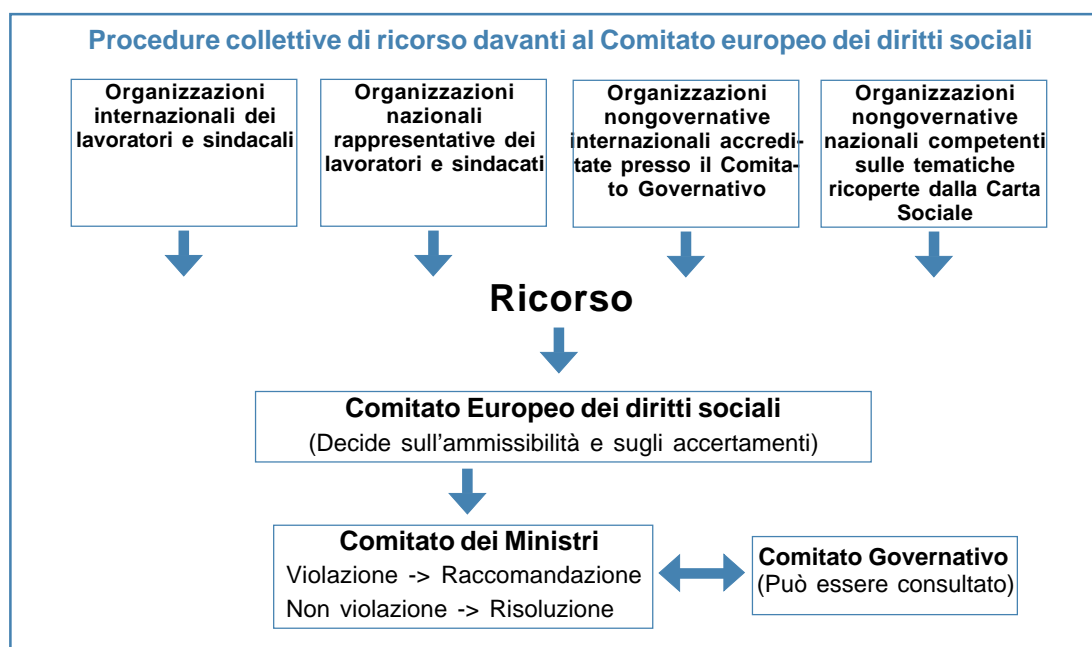 Procedure collettive di ricorso davanti al Comitato europeo dei diritti sociali
Organizzazioni
internazionali dei
lavoratori e sindacali
Organizzazioni
nazionali
rappresentative dei
lavoratori e sindacati
Organizzazioni
nongovernative
internazionali accredi-
tate presso il Comita-
to Governativo
Organizzazioni
nongovernative
nazionali competenti
sulle tematiche
ricoperte dalla Carta
Sociale
Ricorso
Comitato Europeo dei diritti sociali
(Decide sull'ammissibilità e sugli accertamenti)
Comitato dei Ministri
Violazione -> Raccomandazione
Non violazione -> Risoluzione
Comitato Governativo
(Può essere consultato)